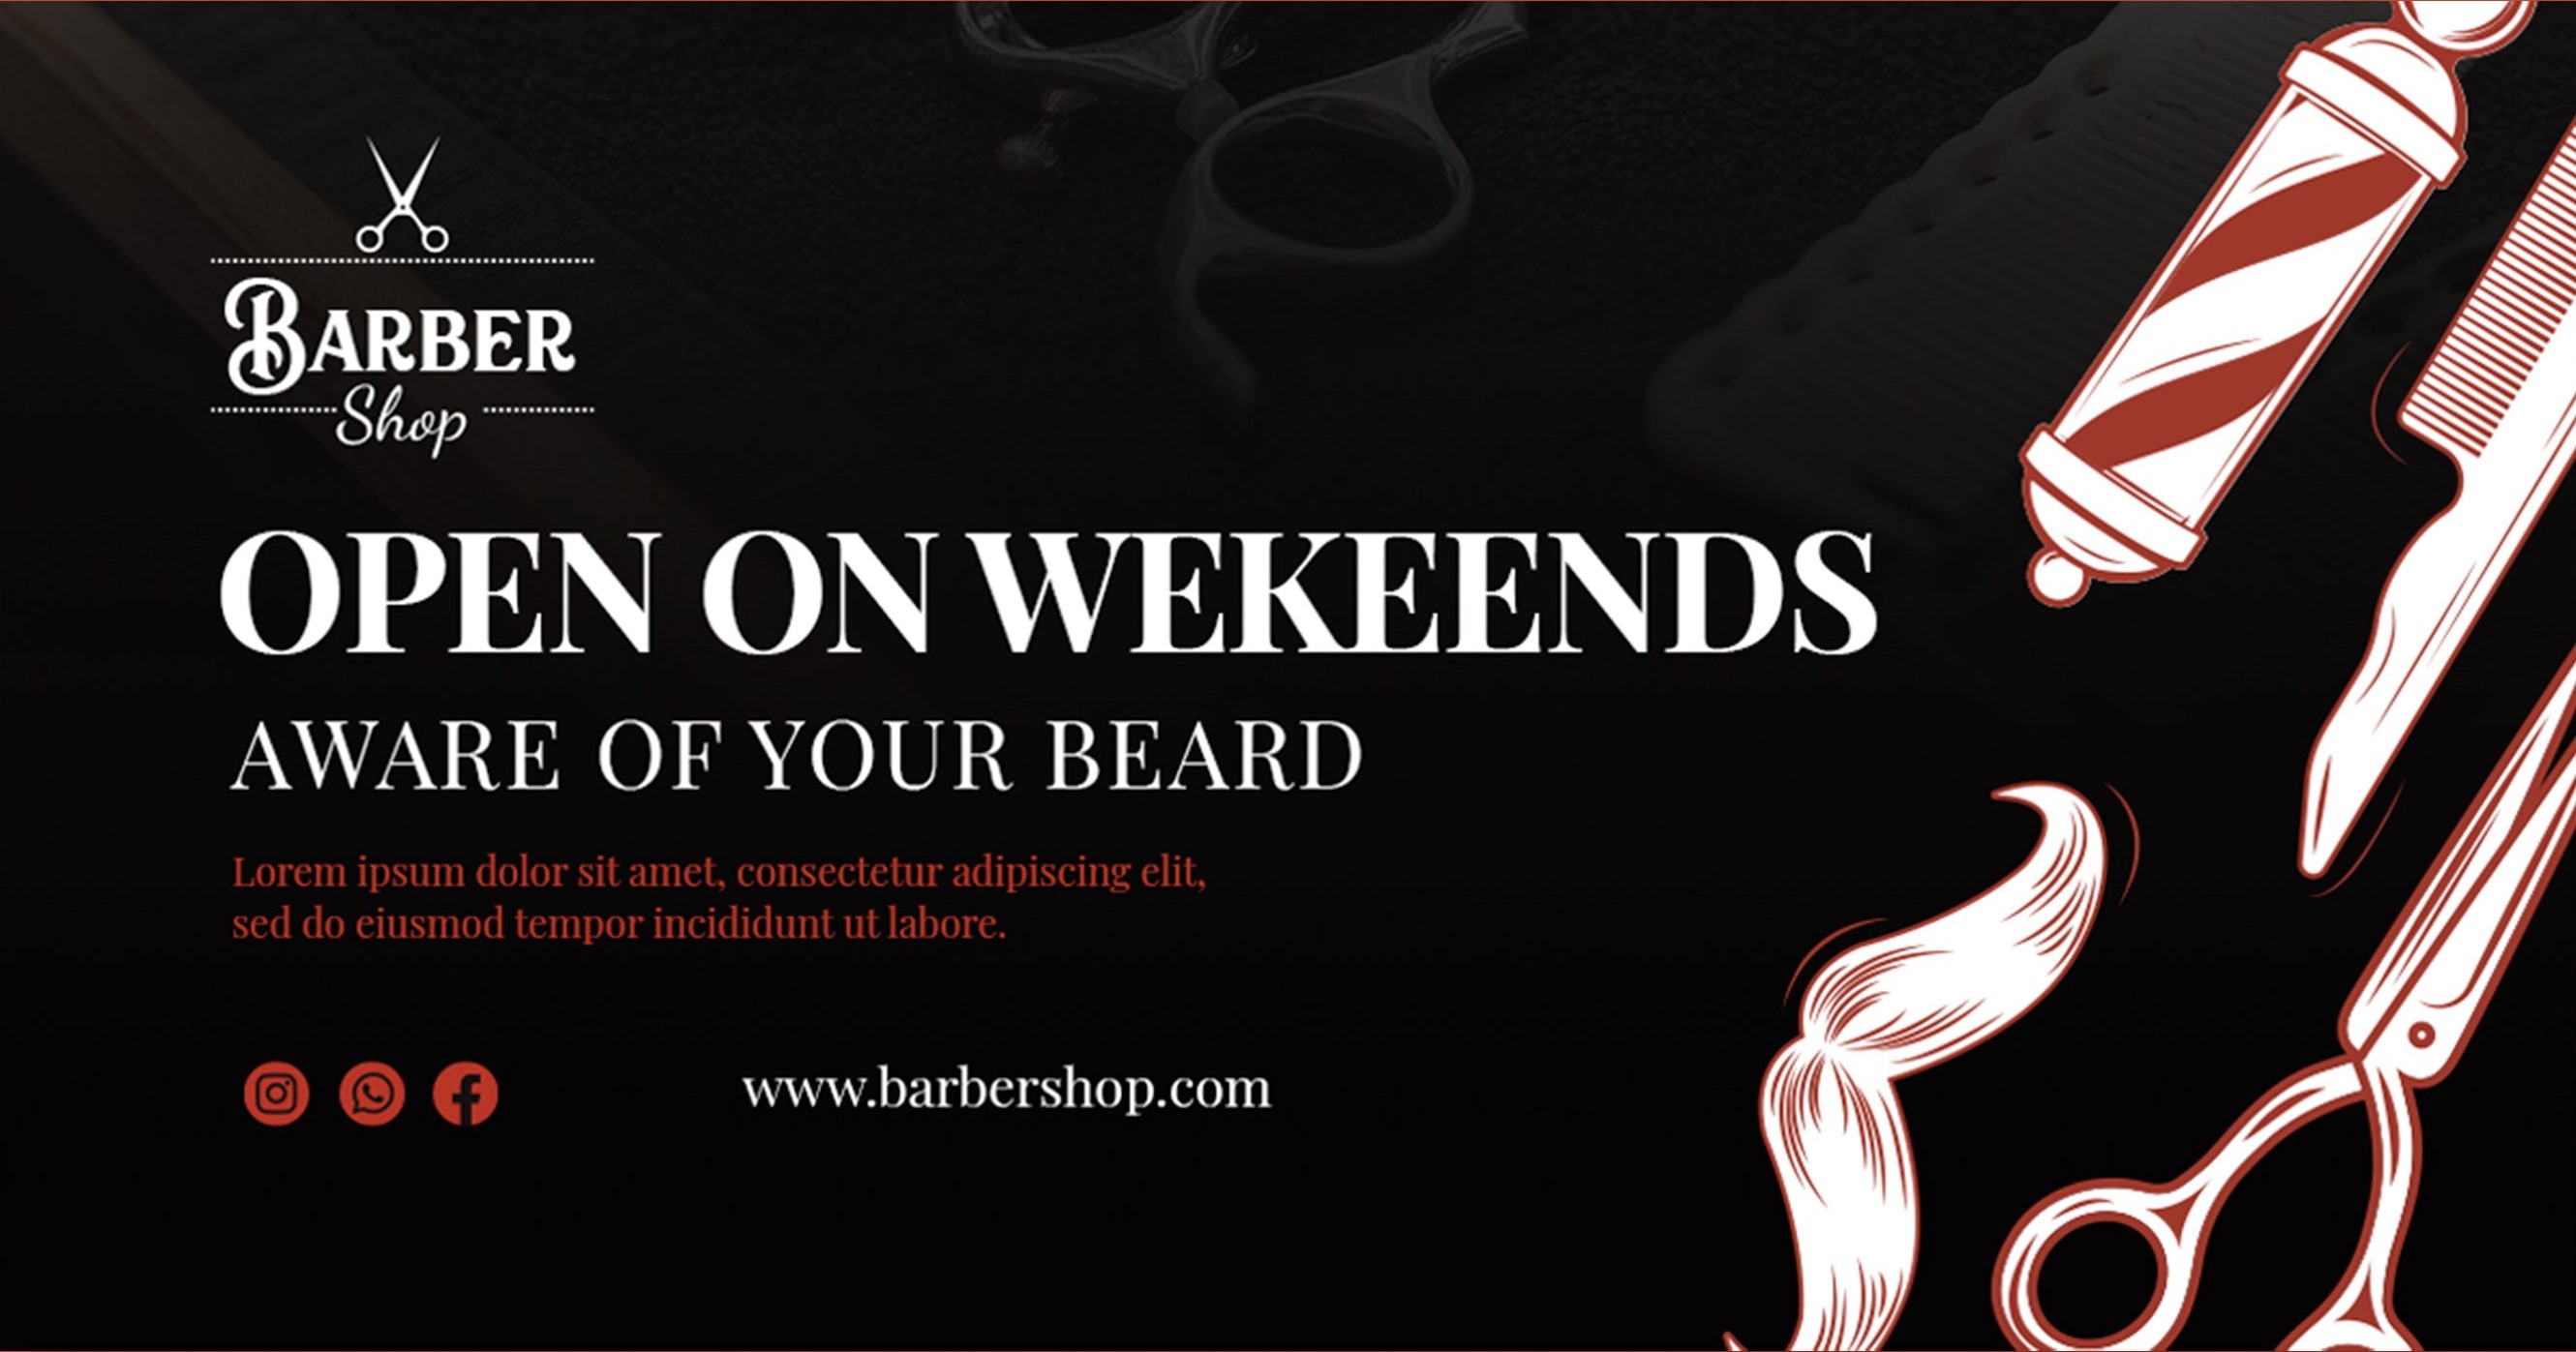 BARBER
Shop
OPEN ON WEKEENDS
AWARE OF YOUR BEARD
Lorem ipsum dolor sit amet, consectetur adipiscing elit,
sed do eiusmod tempor incididunt ut labore.
www.barbershop.com